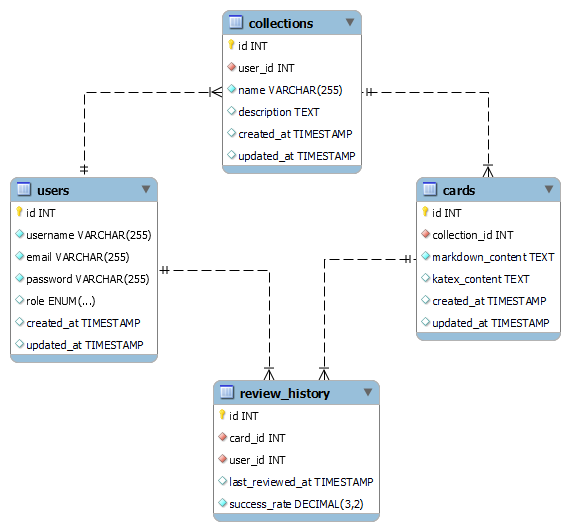 collections
id INT
user_id INT
name VARCHAR(255)
description TEXT
created_at TIMESTAMP
updated_at TIMESTAMP
users
id INT
username VARCHAR(255)
email VARCHAR(255)
password VARCHAR(255)
role ENUM(...)
created_at TIMESTAMP
updated_at TIMESTAMP
cards
id INT
collection_id INT
markdown_content TEXT
katex_content TEXT
created_at TIMESTAMP
updated_at TIMESTAMP
review_history
id INT
card_id INT
user_id INT
last_reviewed_at TIMESTAMP
success_rate DECIMAL(3,2)